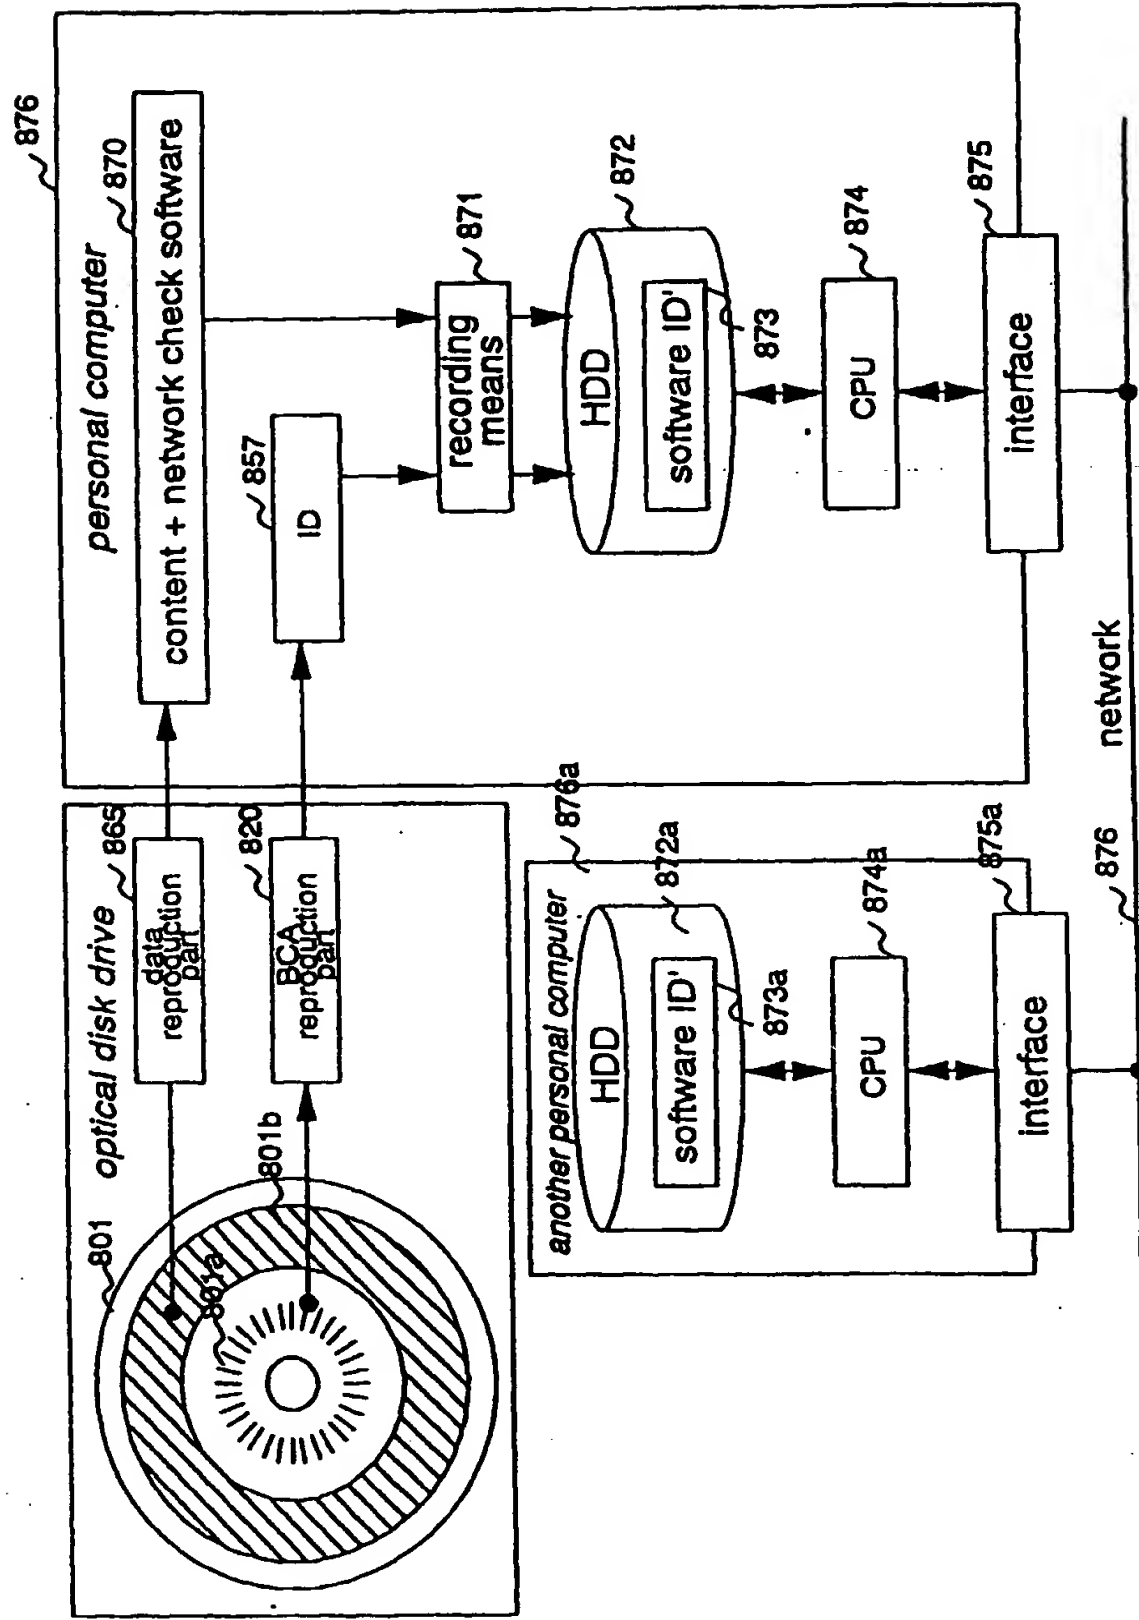 876
personal computer
870
content + network check software
857
ID
871
recording
means
872
HDD
software ID'
873
874
CPU
875
interface
network
optical disk drive
865
data
reproduction
part
820
BCA
reproduction
part
801
801a
801b
876a
another personal computer
872a
HDD
software ID'
873a
874a
CPU
875a
interface
876